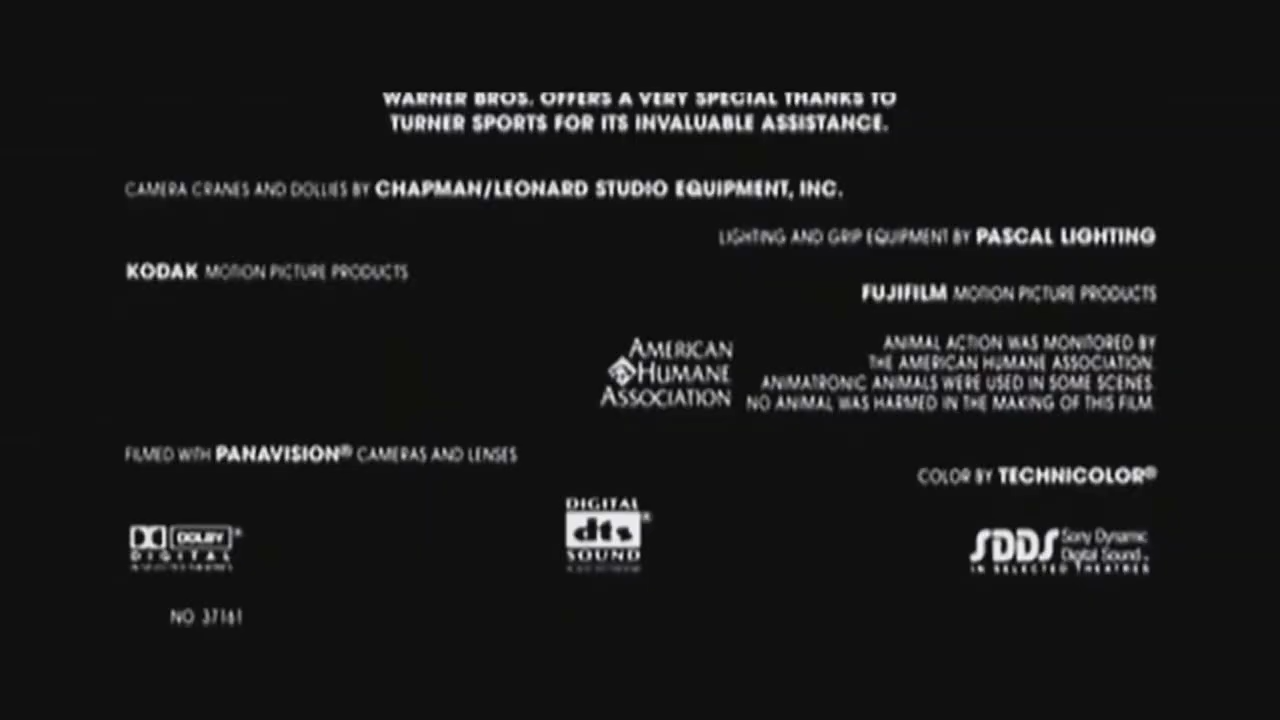 WARNER BROS. OFFERS A VERY SPECIAL THANKS TO
TURNER SPORTS FOR ITS INVALUABLE ASSISTANCE.
CAMERA CRANES AND DOLLIES BY CHAPMAN/LEONARD STUDIO EQUIPMENT, INC.
LIGHTING AND GRIP EQUIPMENT BY PASCAL LIGHTING
KODAK MOTION PICTURE PRODUCTS
FUJIFILM MOTION PICTURE PRODUCTS
AMERICAN
HUMANE
ASSOCIATION
ANIMAL ACTION WAS MONITORED BY
THE AMERICAN HUMANE ASSOCIATION.
ANIMATRONIC ANIMALS WERE USED IN SOME SCENES.
NO ANIMAL WAS HARMED IN THE MAKING OF THIS FILM.
FILMED WITH PANAVISION® CAMERAS AND LENSES
COLOR BY TECHNICOLOR®
DOLBY®
DIGITAL
DIGITAL
dts®
SOUND
SDDS Sony Dynamic
Digital Sound™
IN SELECTED THEATRES
NO. 37161